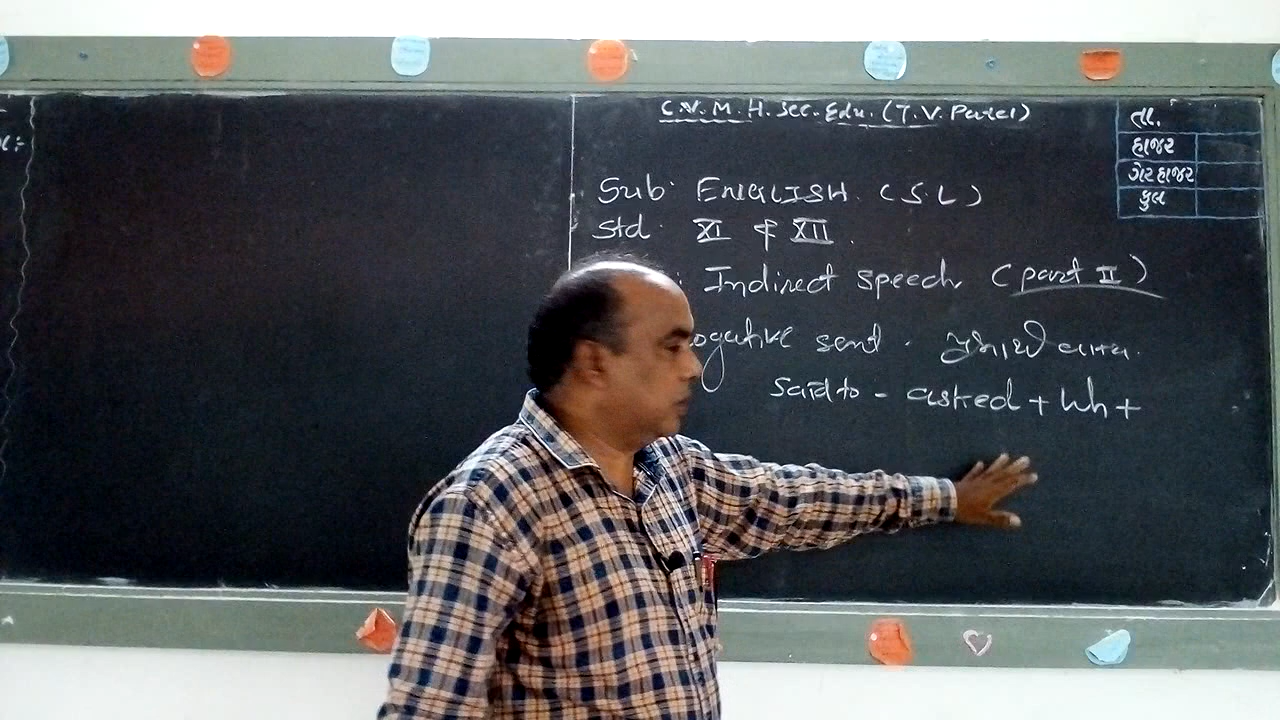 C.V.M.H.Sec.Edu. (T.V. Patel)
તા.
હાજર
ગેરહાજર
કુલ
Sub. ENGLISH. (S.L)
Std. XI & XII.
: Indirect Speech (part II)
ogative sent. પ્રશ્નાર્થ વાક્ય.
Said to - asked + Wh +